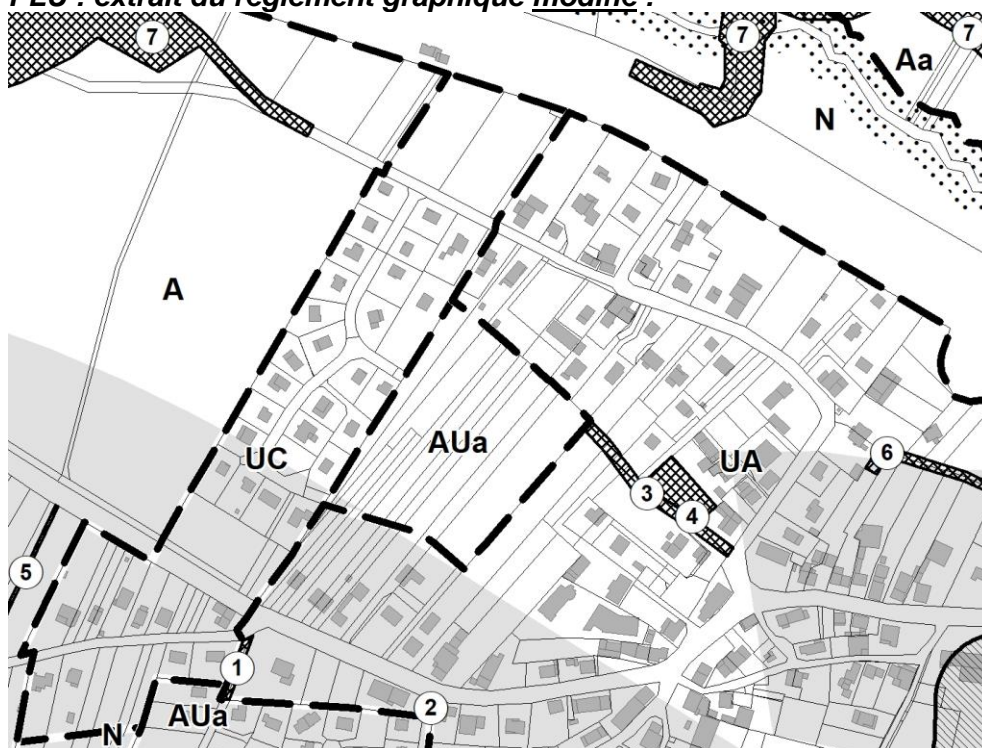 PLU : extrait du règlement graphique modifié :
7
7
7
Aa
N
A
AUa
UC
UA
6
3
4
5
1
2
AUa
N